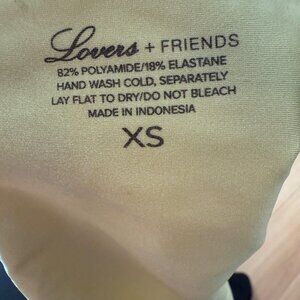 Lovers + FRIENDS
82% POLYAMIDE/18% ELASTANE
HAND WASH COLD, SEPARATELY
LAY FLAT TO DRY/DO NOT BLEACH
MADE IN INDONESIA
XS